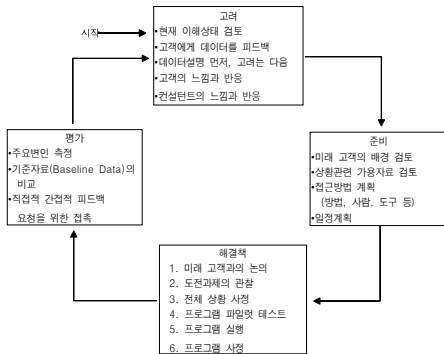 고려
시작
•현재 이해상태 검토
•고객에게 데이터를 피드백
•데이터설명 먼저, 고려는 다음
•고객의 느낌과 반응
•컨설턴트의 느낌과 반응
평가
•주요변인 측정
•기준자료(Baseline Data)의
비교
•직접적 간접적 피드백
요청을 위한 접촉
준비
•미래 고객의 배경 검토
•상황관련 가용자료 검토
•접근방법 계획
(방법, 사람, 도구 등)
•일정계획
해결책
1. 미래 고객과의 논의
2. 도전과제의 관찰
3. 전체 상황 사정
4. 프로그램 파일럿 테스트
5. 프로그램 실행
6. 프로그램 사정